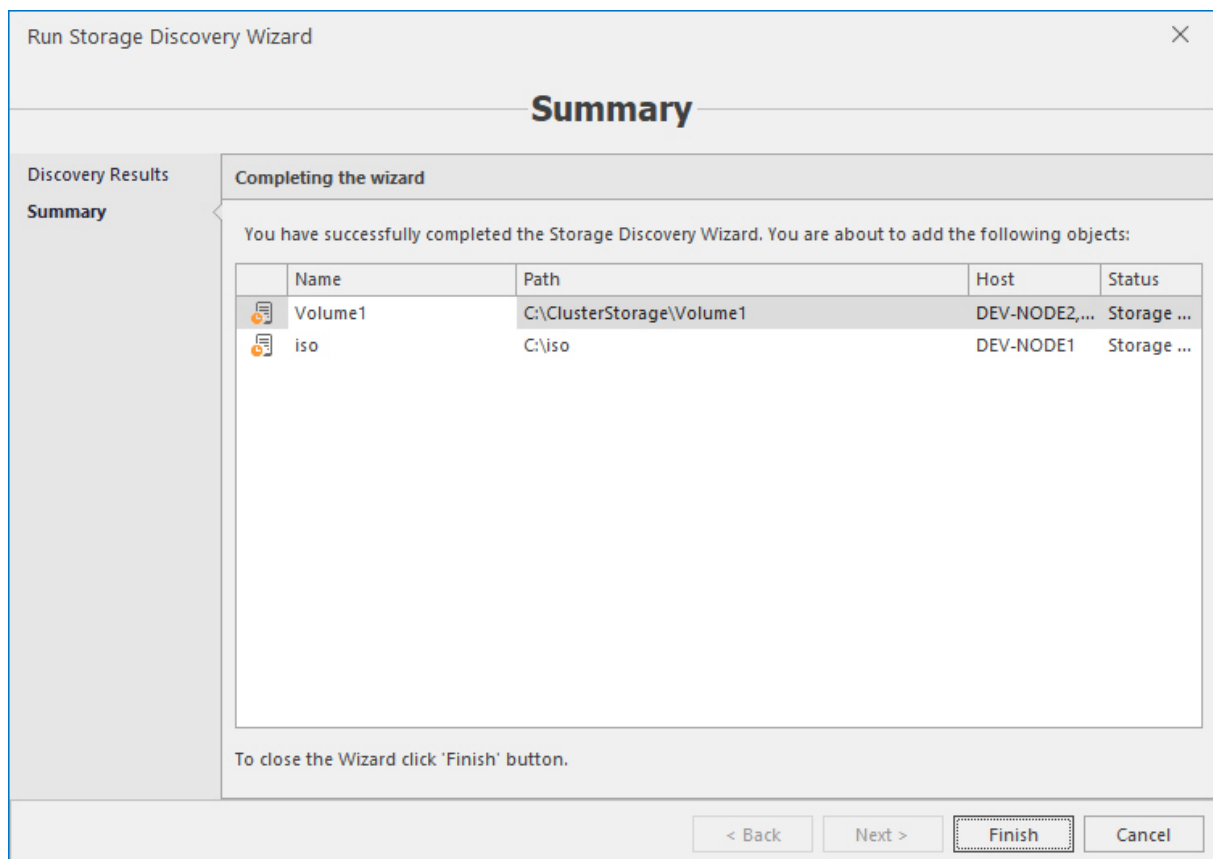 Run Storage Discovery Wizard
Summary
Discovery Results
Summary
Completing the wizard
You have successfully completed the Storage Discovery Wizard. You are about to add the following objects:
Name Path Host Status
Volume1 C:\ClusterStorage\Volume1 DEV-NODE2,... Storage ...
iso C:\iso DEV-NODE1 Storage ...
To close the Wizard click 'Finish' button.
< Back Next > Finish Cancel